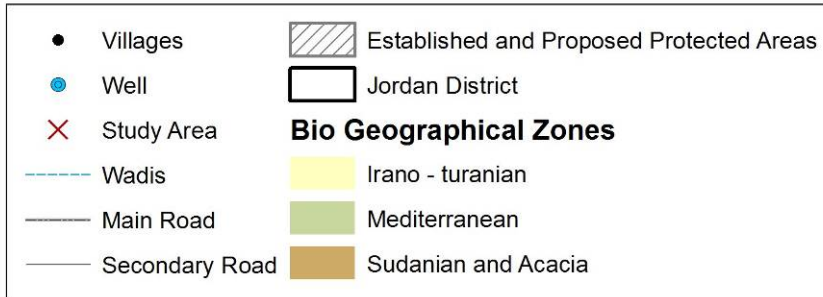 Villages
Well
Study Area
Wadis
Main Road
Secondary Road
Established and Proposed Protected Areas
Jordan District
Bio Geographical Zones
Irano - turanian
Mediterranean
Sudanian and Acacia